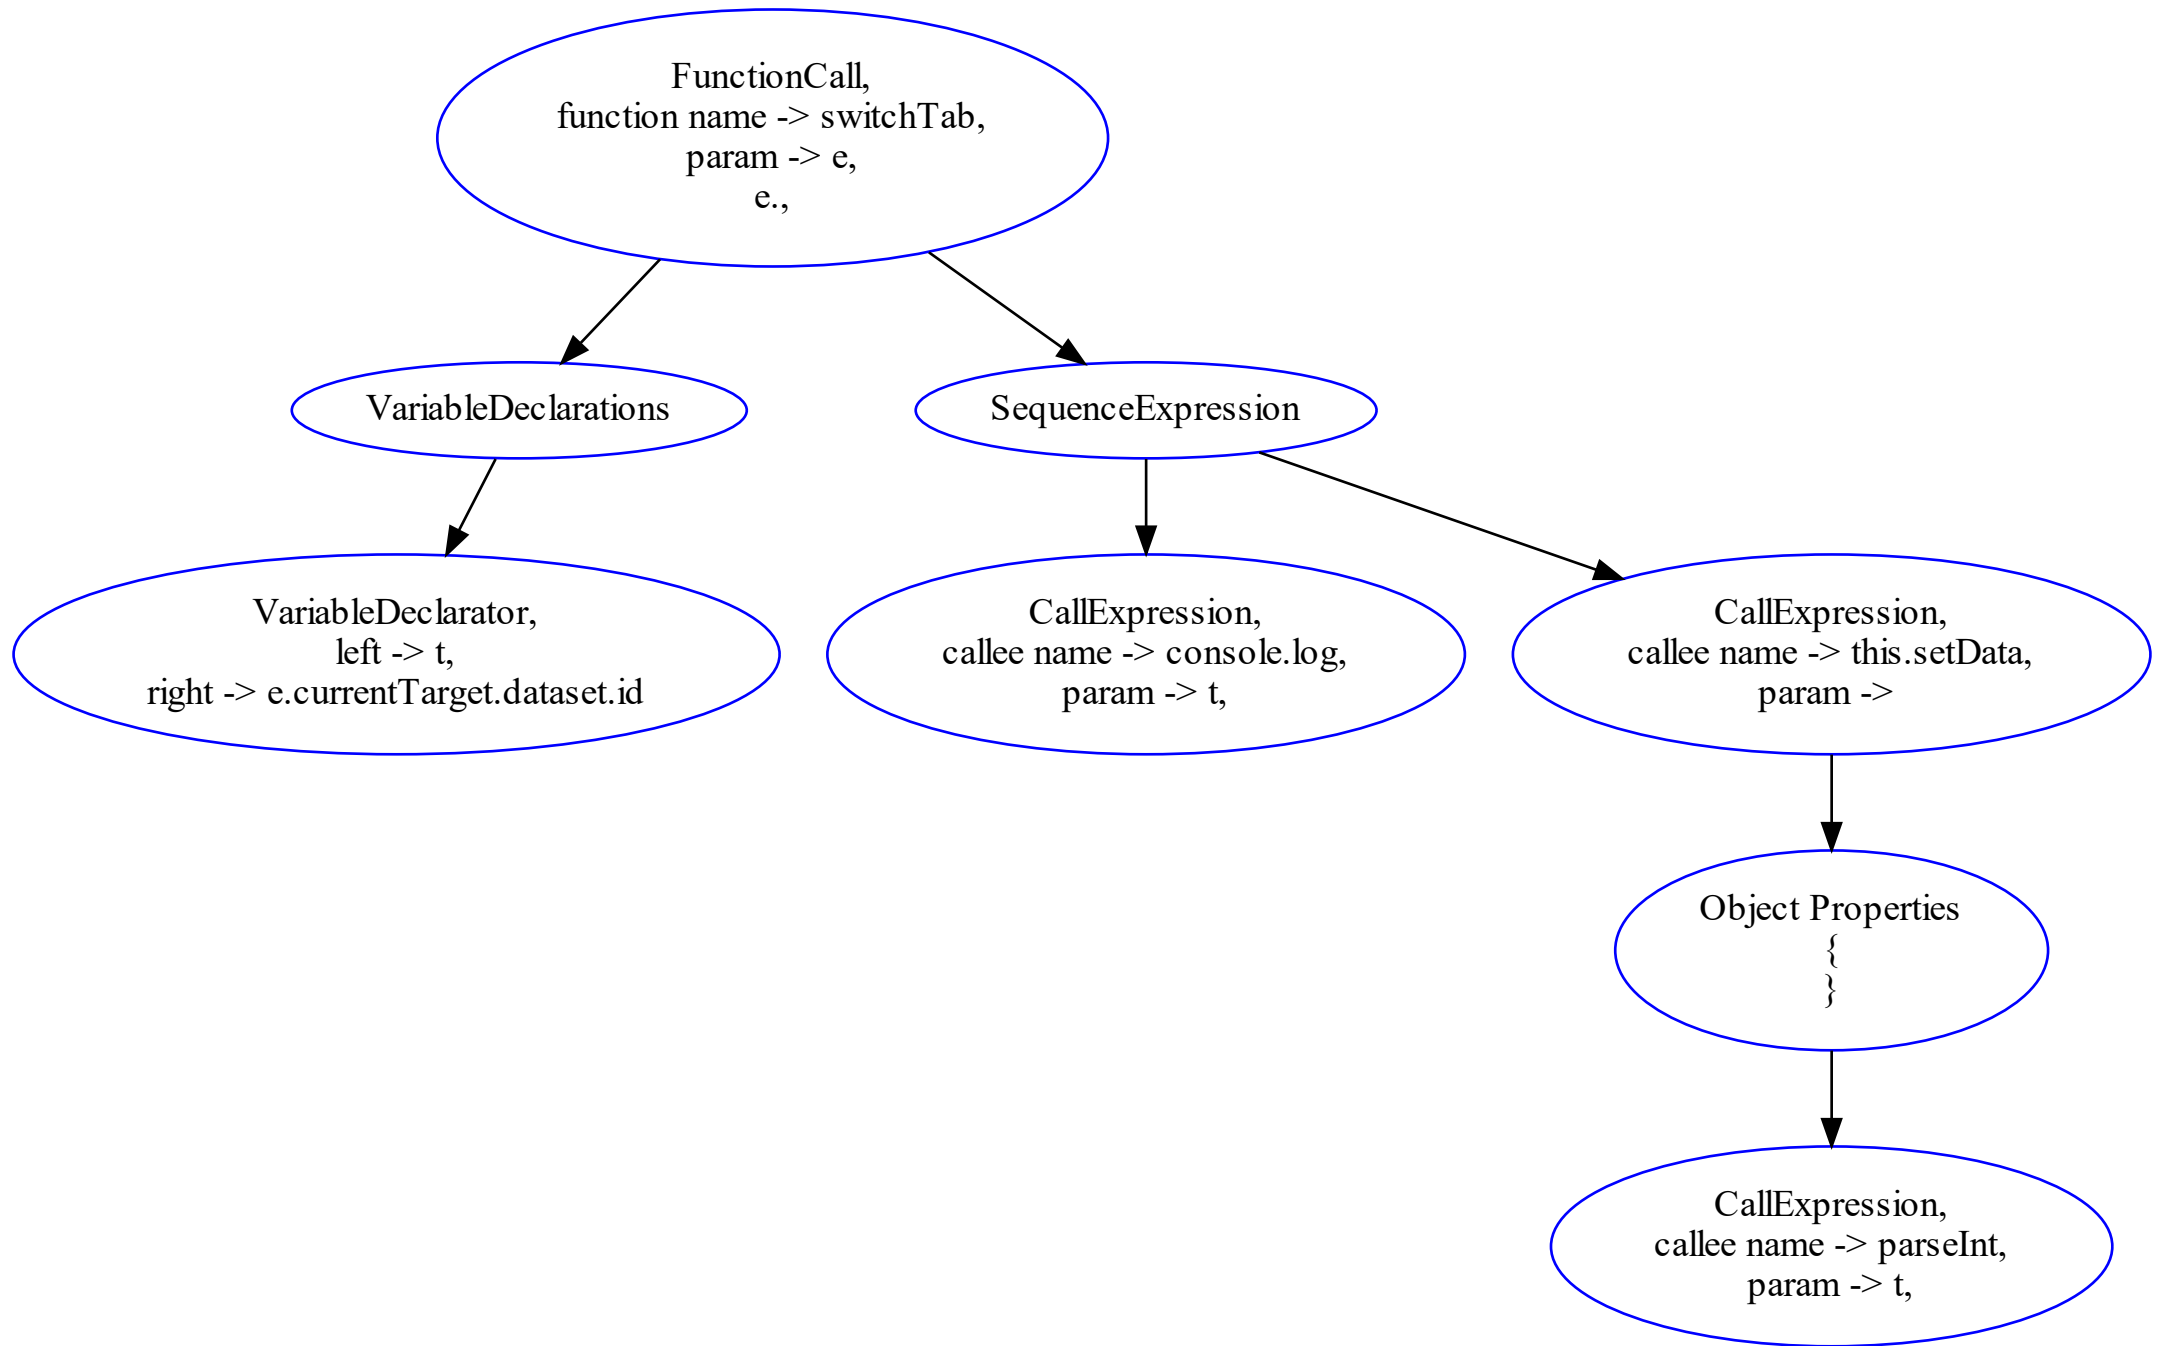 FunctionCall,
function name -> switchTab,
param -> e,
e.,
VariableDeclarations
SequenceExpression
VariableDeclarator,
left -> t,
right -> e.currentTarget.dataset.id
CallExpression,
callee name -> console.log,
param -> t,
CallExpression,
callee name -> this.setData,
param ->
Object Properties
{
}
CallExpression,
callee name -> parseInt,
param -> t,